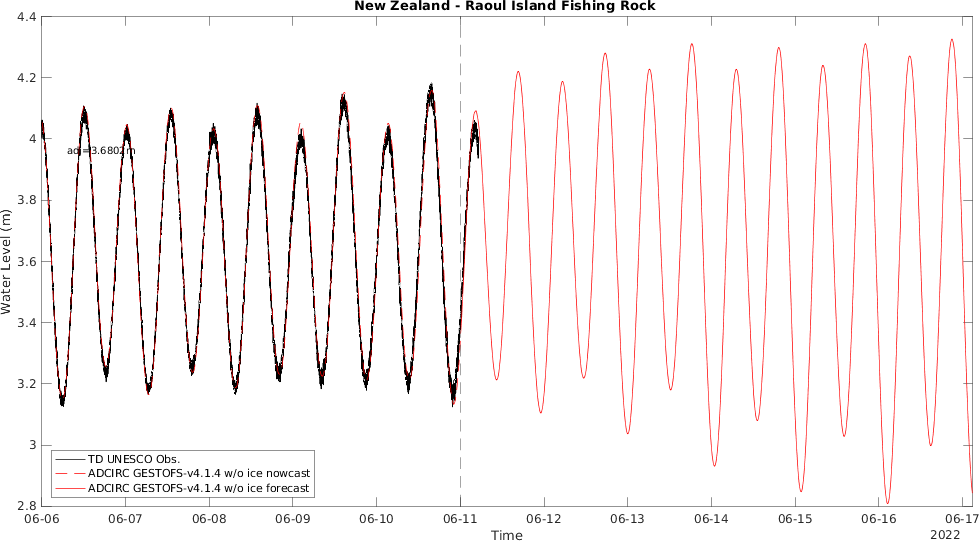 New Zealand - Raoul Island Fishing Rock
4.4
4.2
4
3.8
3.6
3.4
3.2
3
2.8
Water Level (m)
adj=3.6802m
TD UNESCO Obs.
ADCIRC GESTOFS-v4.1.4 w/o ice nowcast
ADCIRC GESTOFS-v4.1.4 w/o ice forecast
06-06 06-07 06-08 06-09 06-10 06-11 06-12 06-13 06-14 06-15 06-16 06-17
Time
2022